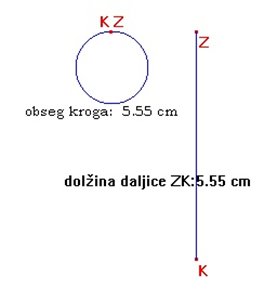 K Z
Z
obseg kroga: 5.55 cm
dolžina daljice ZK:5.55 cm
K